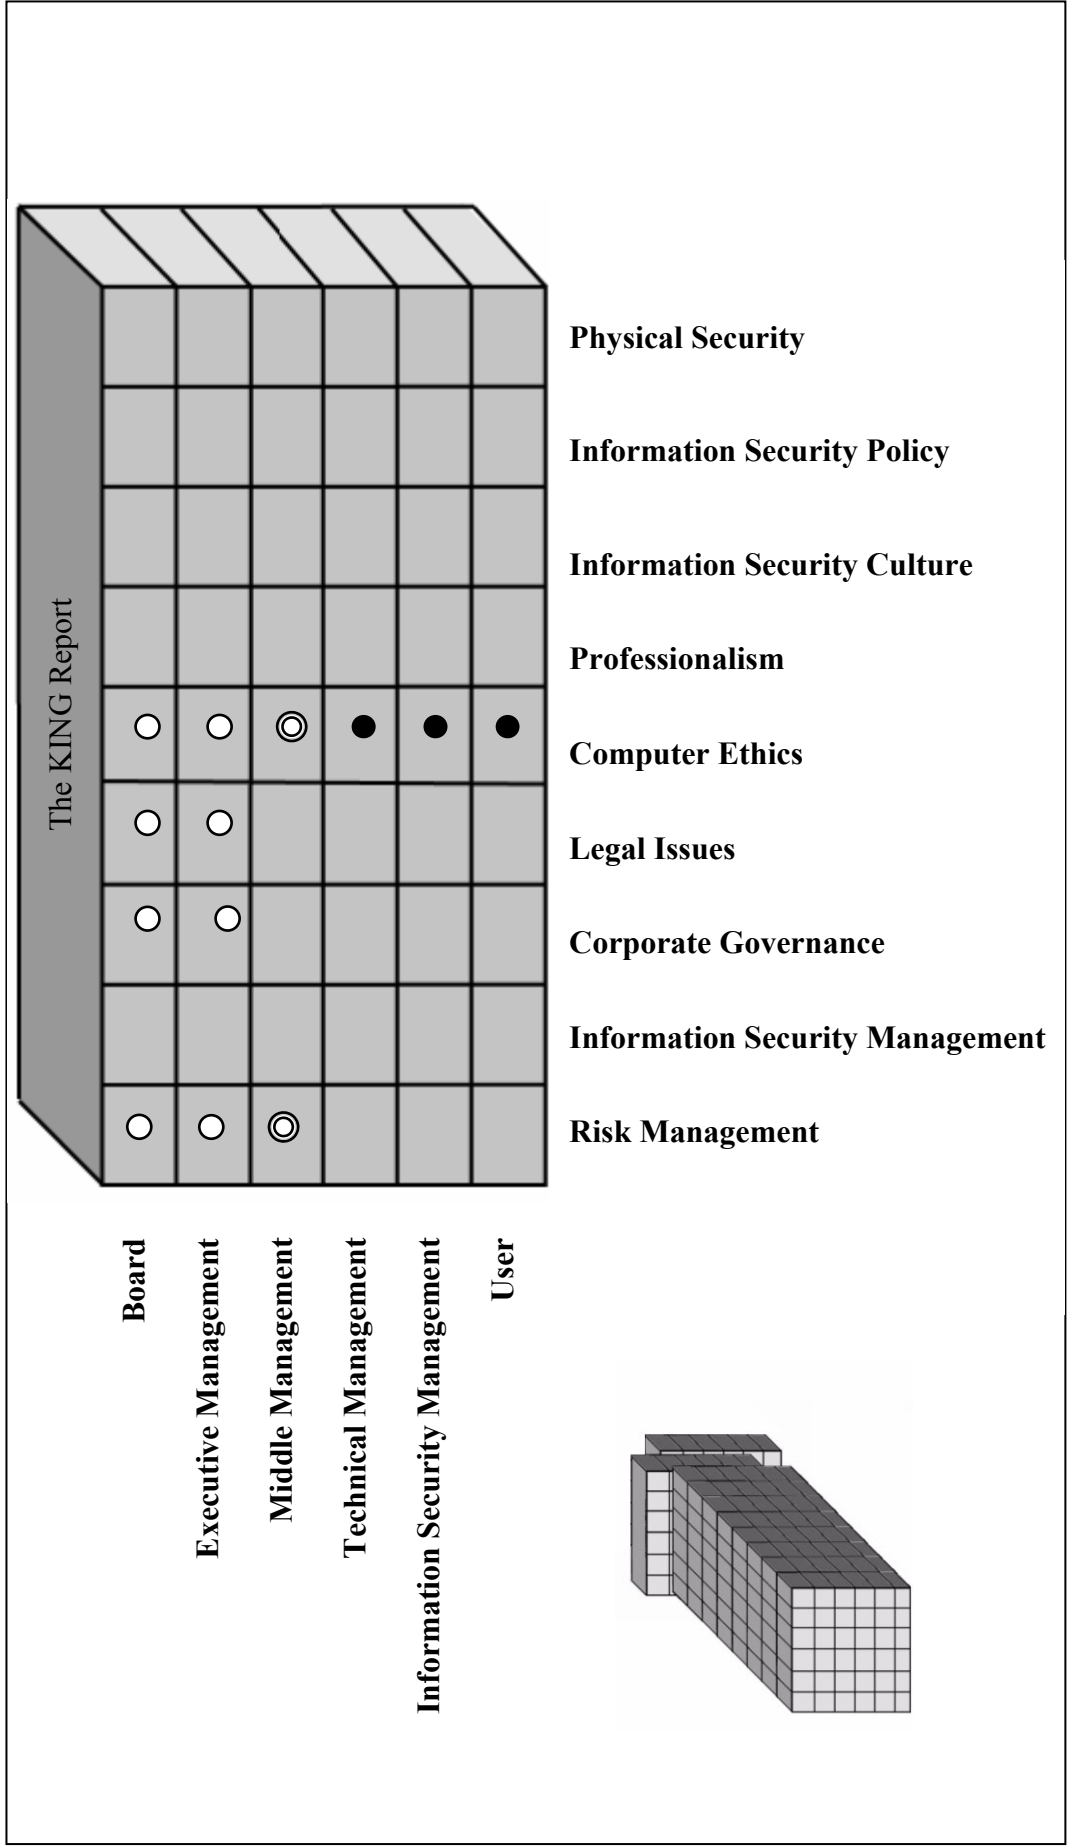 The KING Report
Physical Security
Information Security Policy
Information Security Culture
Professionalism
Computer Ethics
Legal Issues
Corporate Governance
Information Security Management
Risk Management
Board
Executive Management
Middle Management
Technical Management
Information Security Management
User